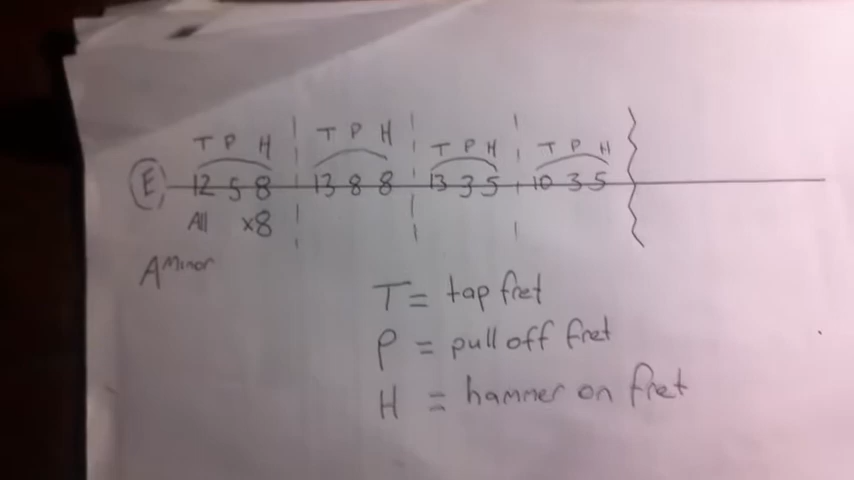 T P H T P H T P H T P H
E 12 5 8 13 8 8 13 3 5 10 3 5
All x8
A Minor
T = tap fret
P = pull off fret
H = hammer on fret